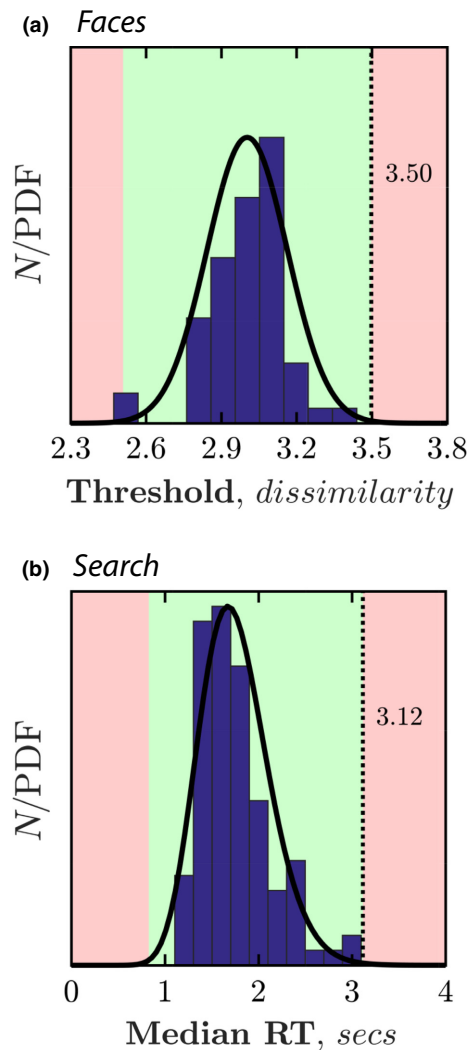 (a) Faces
N/PDF
3.50
2.3 2.6 2.9 3.2 3.5 3.8
Threshold, dissimilarity
(b) Search
N/PDF
3.12
0 1 2 3 4
Median RT, secs